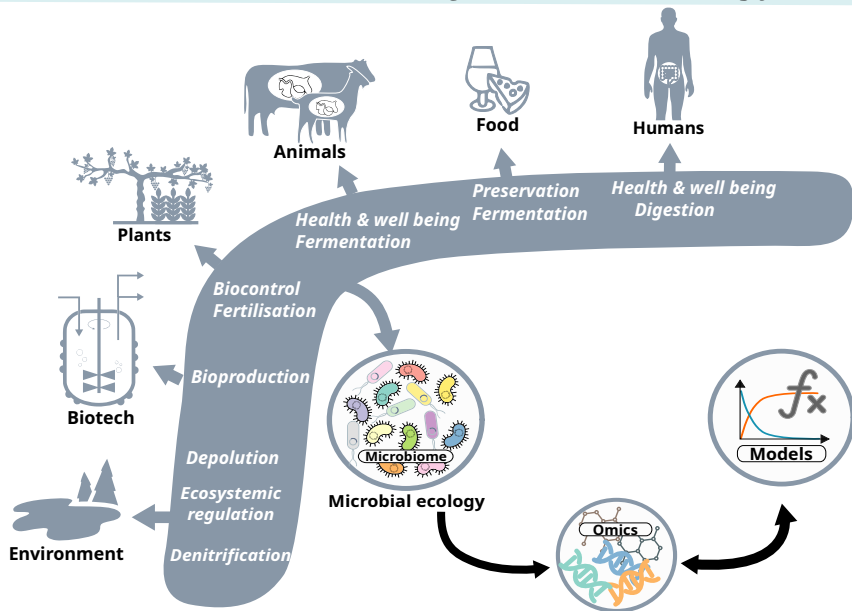 Animals
Food
Humans
Plants
Preservation
Fermentation
Health & well being
Digestion
Health & well being
Fermentation
Biocontrol
Fertilisation
Bioproduction
Biotech
Depolution
Ecosystemic
regulation
Denitrification
Environment
Microbiome
Microbial ecology
Omics
fx
Models